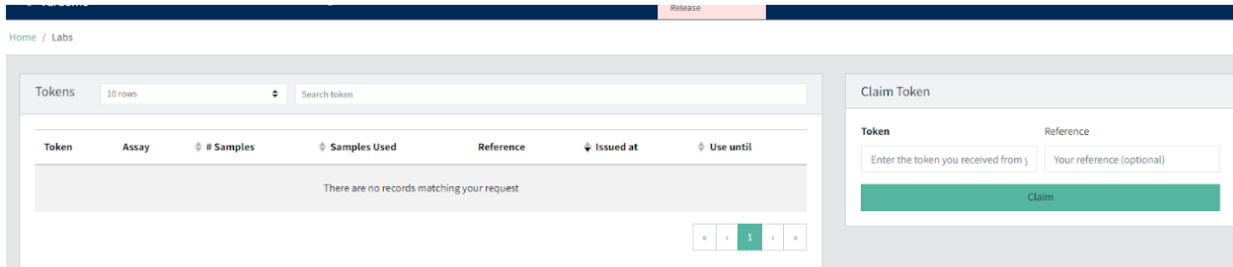 Release
Home / Labs
Tokens
10 rows
Search token
Token Assay # Samples Samples Used Reference Issued at Use until
There are no records matching your request
« ‹ 1 › »
Claim Token
Token Reference
Enter the token you received from y Your reference (optional)
Claim